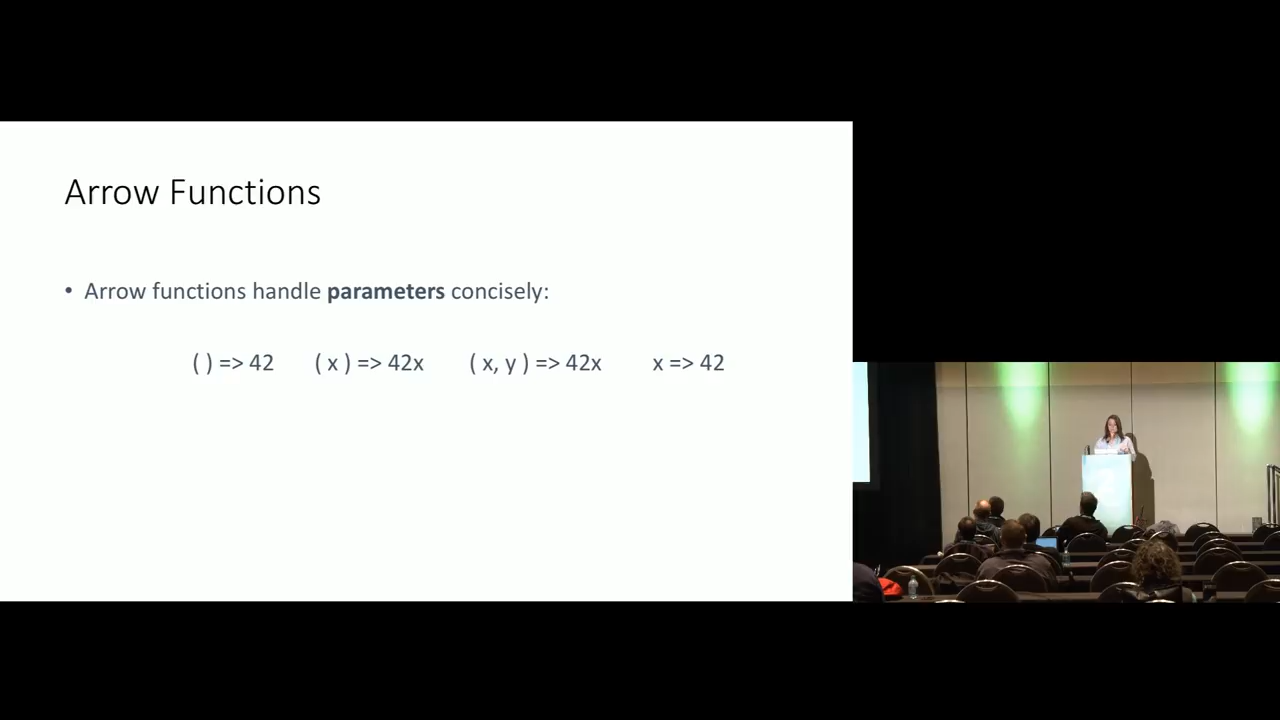 Arrow Functions
• Arrow functions handle parameters concisely:
( ) => 42 ( x ) => 42x ( x, y ) => 42x x => 42